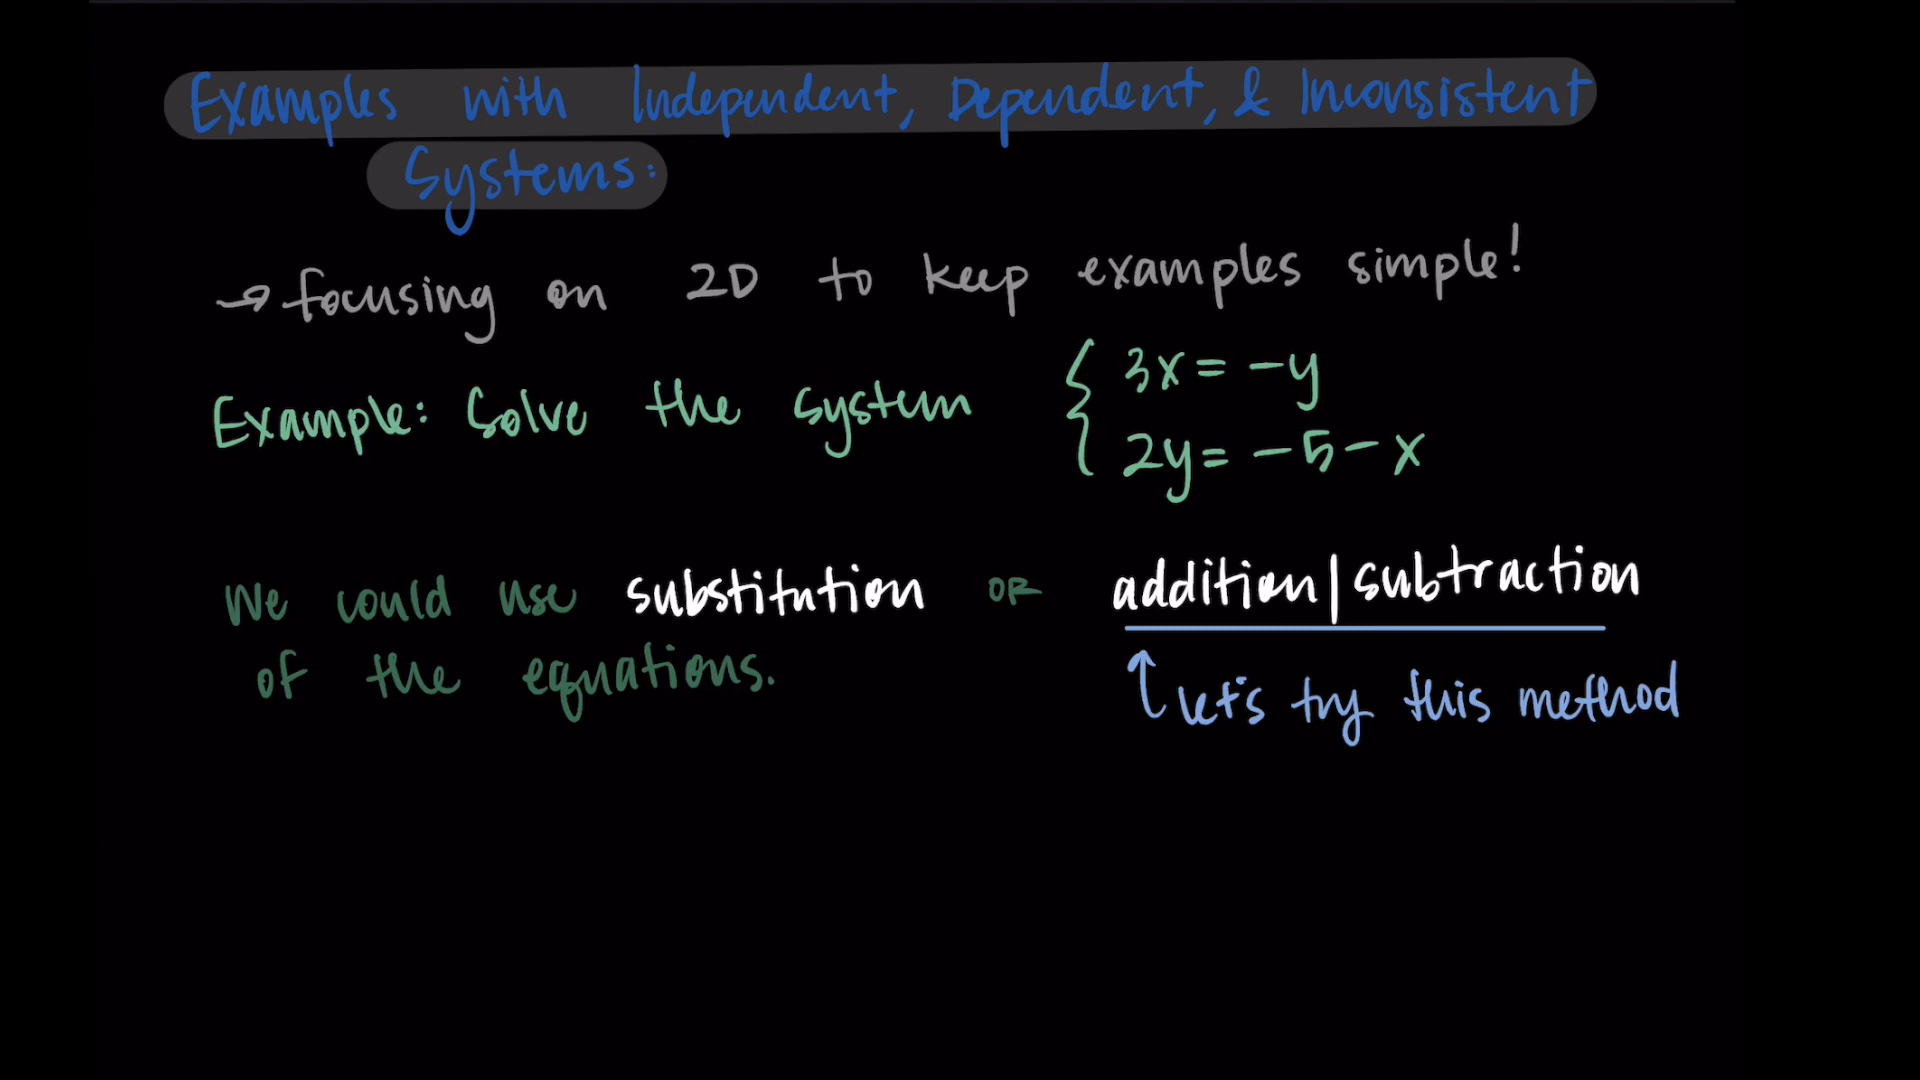 Examples with Independent, Dependent, & Inconsistent
Systems:
→ focusing on 2D to keep examples simple!
Example: Solve the system { 3x = -y
2y = -5 - x
We could use substitution OR addition | subtraction
of the equations.
↑ let's try this method